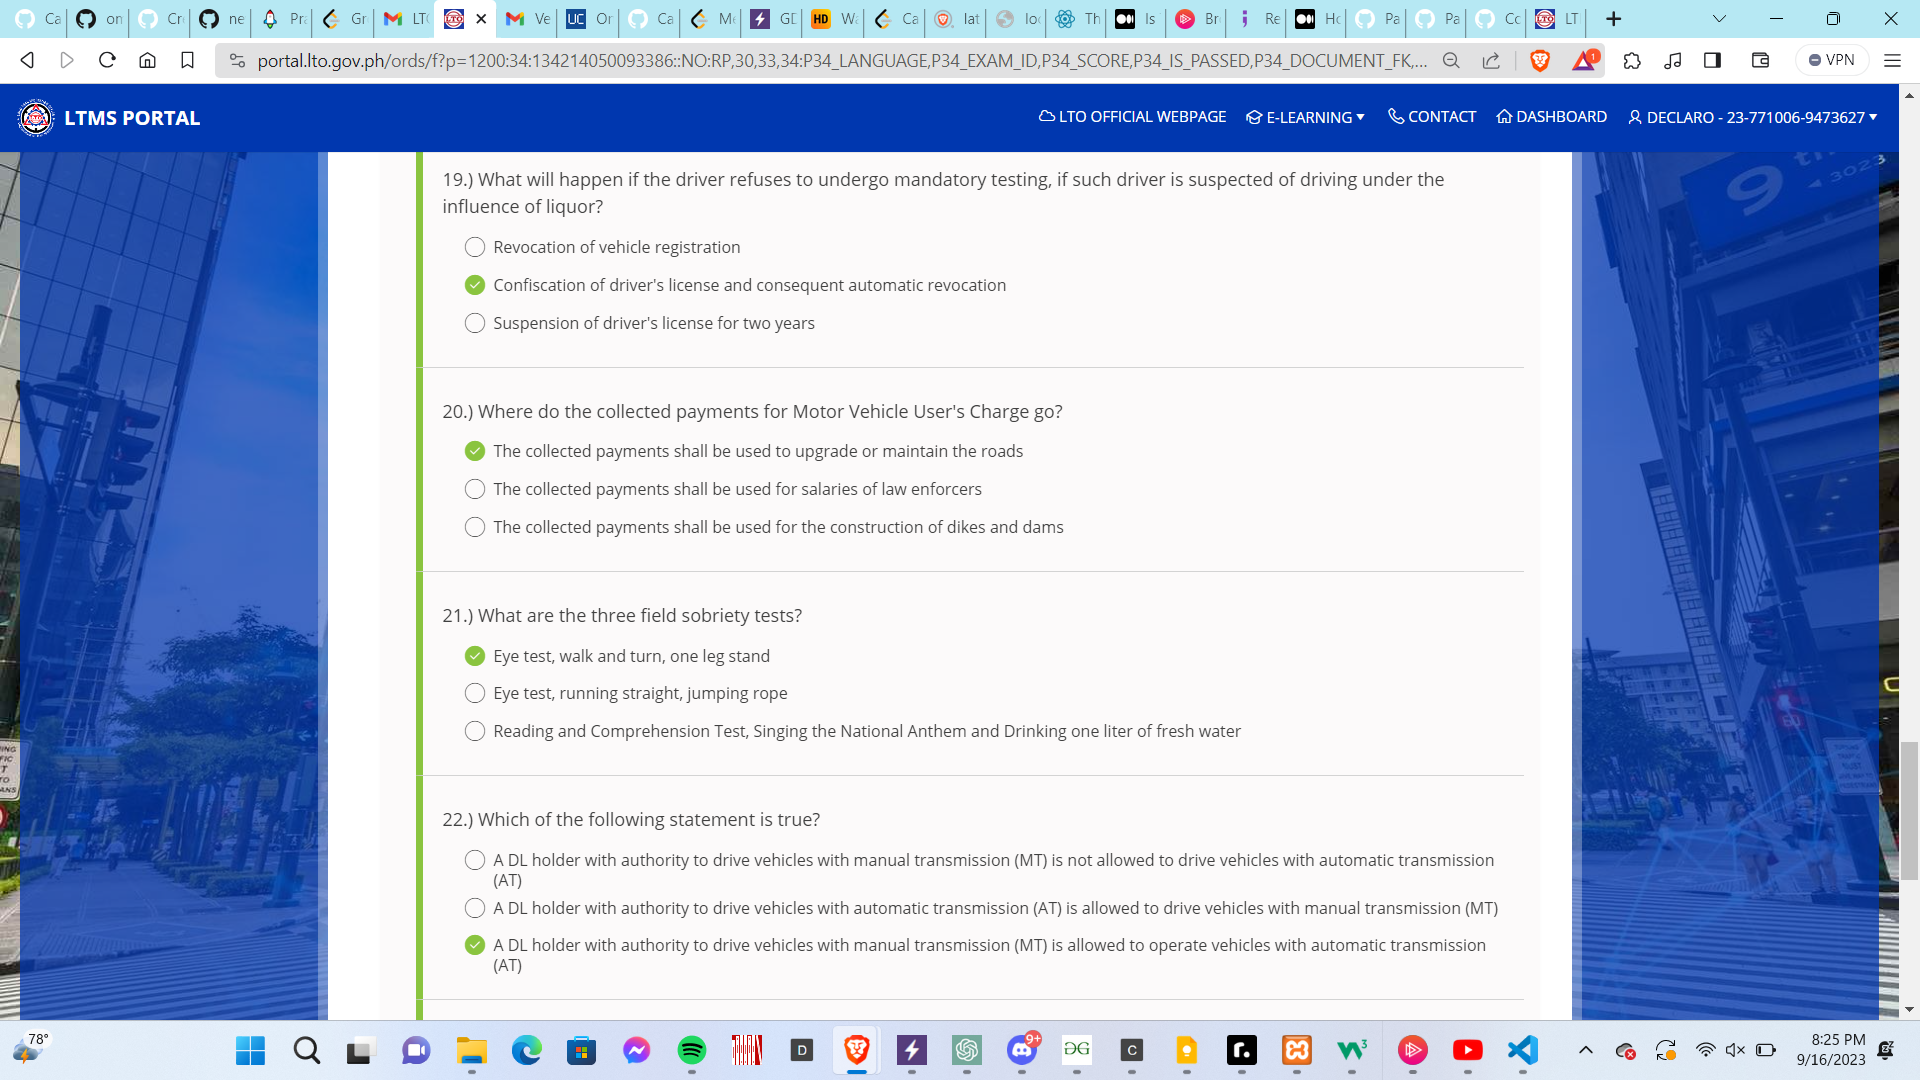 Ca
on
Cr
ne
Pra
Gr
LT
Ve
UC
Or
Ca
Me
GD
HD
Wa
Ca
lat
loc
Th
Is
Br
Re
Ho
Pa
Pa
Co
LT
portal.lto.gov.ph/ords/f?p=1200:34:134214050093386::NO:RP,30,33,34:P34_LANGUAGE,P34_EXAM_ID,P34_SCORE,P34_IS_PASSED,P34_DOCUMENT_FK,...
1
VPN
LTMS PORTAL
LTO OFFICIAL WEBPAGE
E-LEARNING
CONTACT
DASHBOARD
DECLARO - 23-771006-9473627
19.) What will happen if the driver refuses to undergo mandatory testing, if such driver is suspected of driving under the
influence of liquor?
Revocation of vehicle registration
Confiscation of driver's license and consequent automatic revocation
Suspension of driver's license for two years
20.) Where do the collected payments for Motor Vehicle User's Charge go?
The collected payments shall be used to upgrade or maintain the roads
The collected payments shall be used for salaries of law enforcers
The collected payments shall be used for the construction of dikes and dams
21.) What are the three field sobriety tests?
Eye test, walk and turn, one leg stand
Eye test, running straight, jumping rope
Reading and Comprehension Test, Singing the National Anthem and Drinking one liter of fresh water
22.) Which of the following statement is true?
A DL holder with authority to drive vehicles with manual transmission (MT) is not allowed to drive vehicles with automatic transmission
(AT)
A DL holder with authority to drive vehicles with automatic transmission (AT) is allowed to drive vehicles with manual transmission (MT)
A DL holder with authority to drive vehicles with manual transmission (MT) is allowed to operate vehicles with automatic transmission
(AT)
9 th
3023
78°
D
9+
C
r.
8:25 PM
9/16/2023